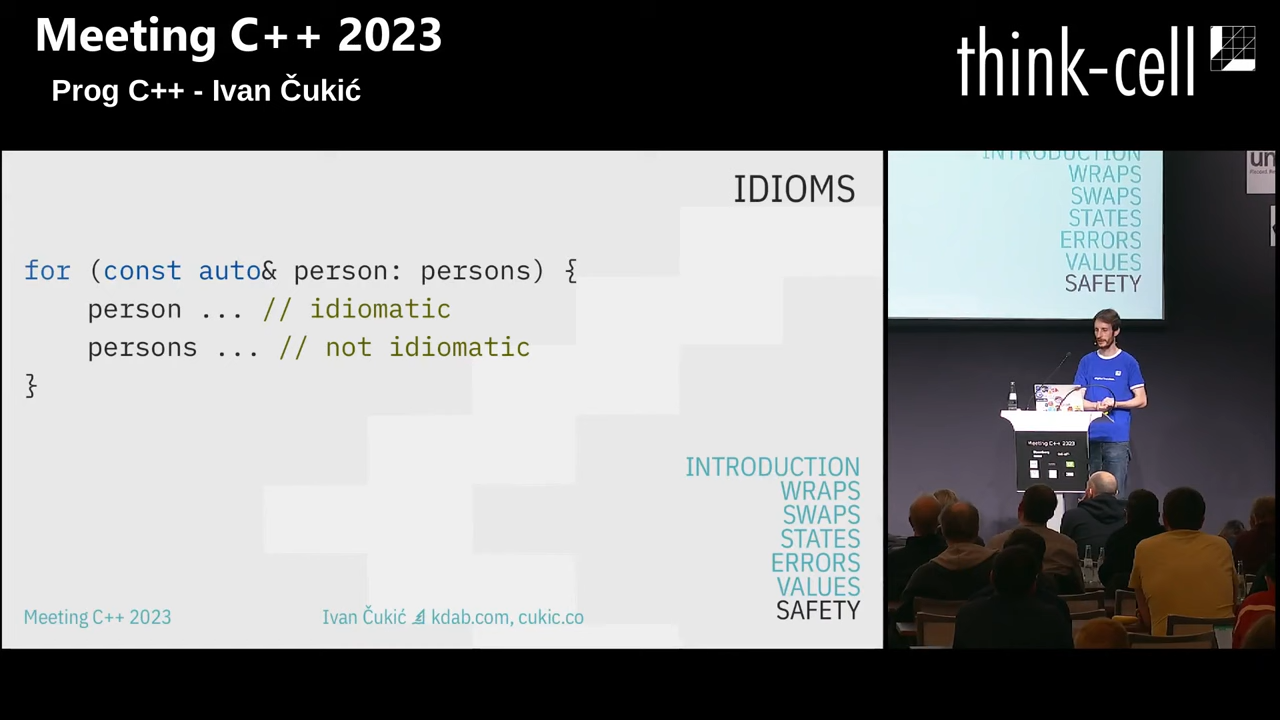 Meeting C++ 2023
Prog C++ - Ivan Čukić
think-cell
IDIOMS
for (const auto& person: persons) {
    person ... // idiomatic
    persons ... // not idiomatic
}
INTRODUCTION
WRAPS
SWAPS
STATES
ERRORS
VALUES
SAFETY
Meeting C++ 2023
Ivan Čukić kdab.com, cukic.co
INTRODUCTION
WRAPS
SWAPS
STATES
ERRORS
VALUES
SAFETY
Meeting C++ 2023